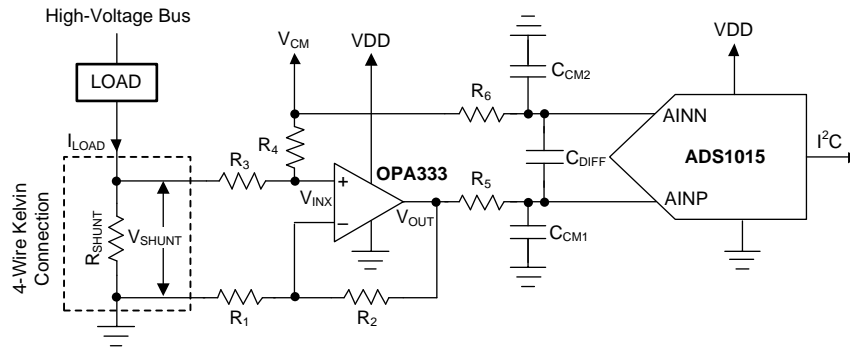 High-Voltage Bus
LOAD
I_LOAD
4-Wire Kelvin
Connection
R_SHUNT
V_SHUNT
R_3
R_4
V_CM
VDD
OPA333
+
−
V_INX
V_OUT
R_1
R_2
R_6
R_5
C_CM2
C_DIFF
C_CM1
VDD
AINN
ADS1015
AINP
I²C